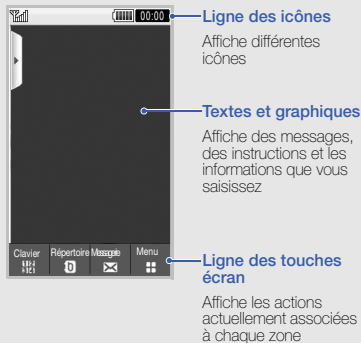 00:00
Ligne des icônes
Affiche différentes
icônes
Textes et graphiques
Affiche des messages,
des instructions et les
informations que vous
saisissez
Clavier Répertoire Messagerie Menu
Ligne des touches
écran
Affiche les actions
actuellement associées
à chaque zone